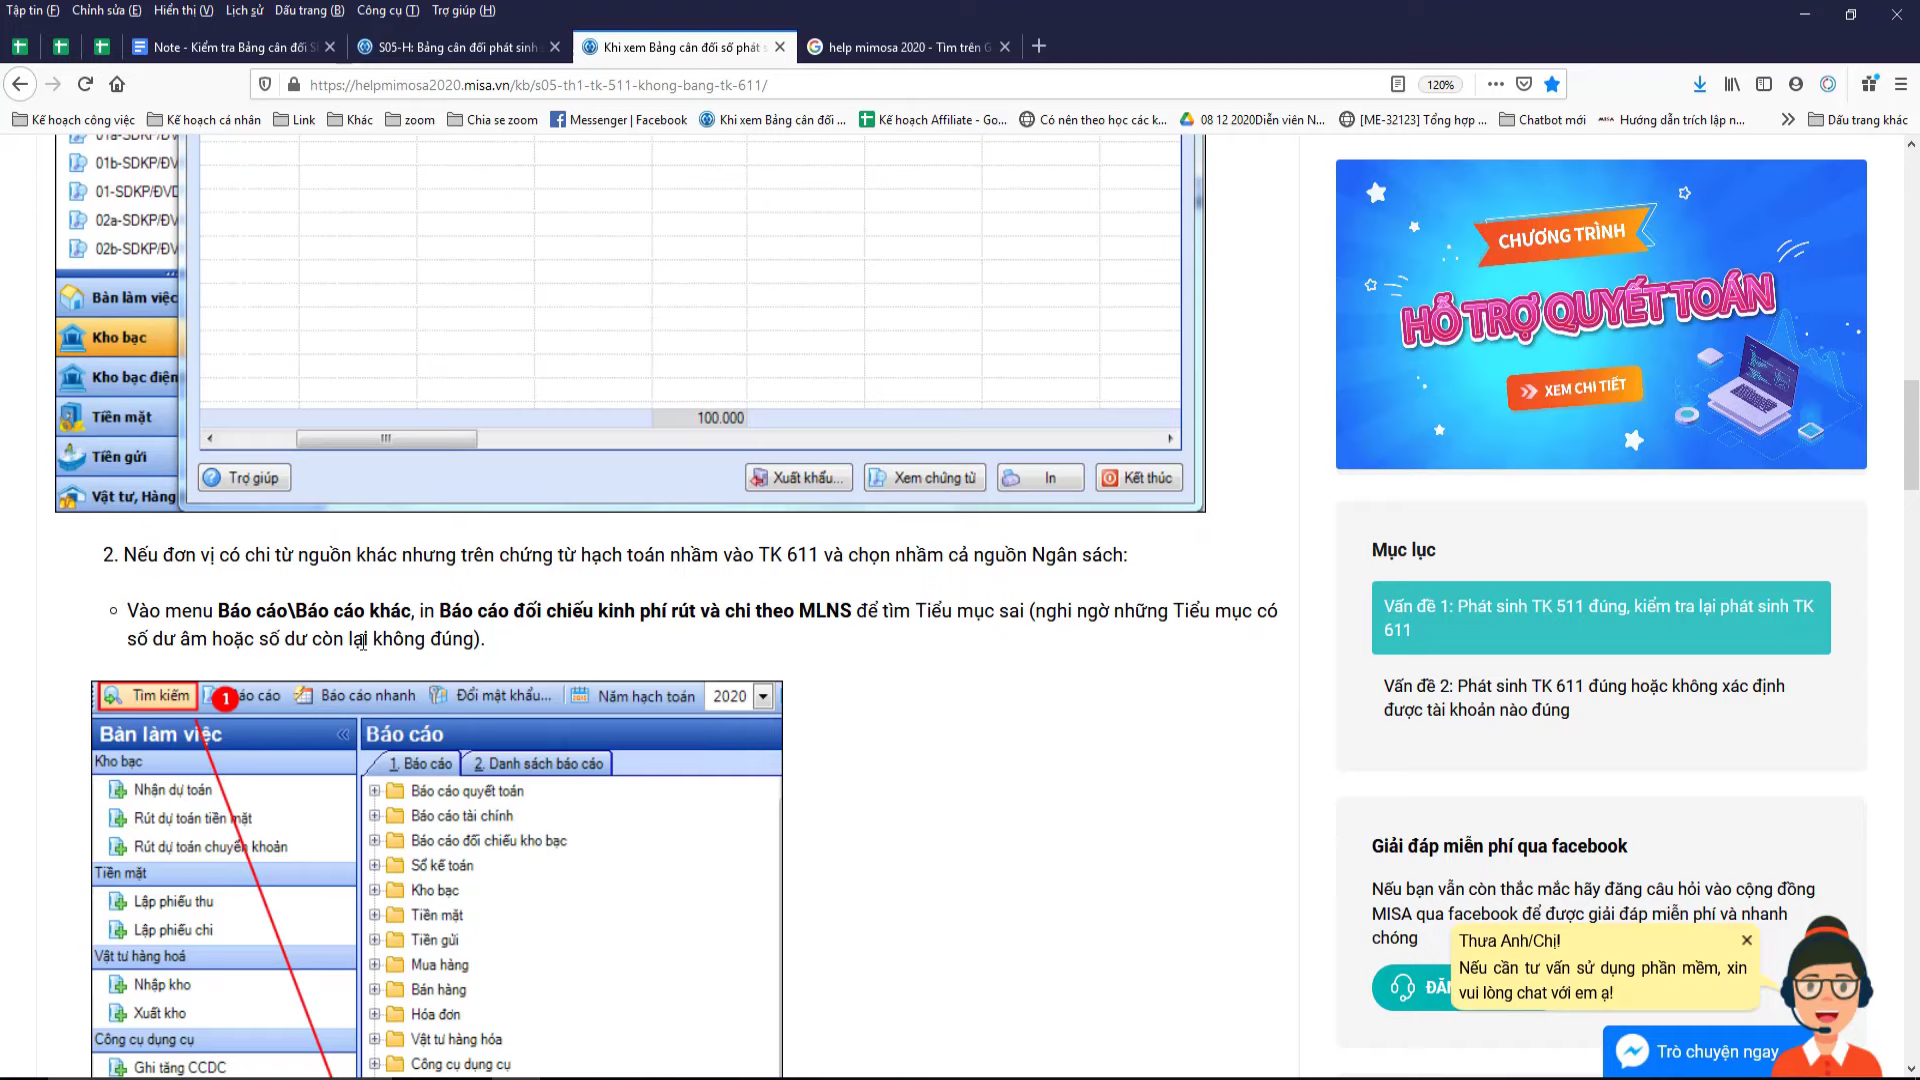 Tập tin (F) Chỉnh sửa (E) Hiển thị (V) Lịch sử Dấu trang (B) Công cụ (T) Trợ giúp (H)
Note - Kiểm tra Bảng cân đối S
S05-H: Bảng cân đối phát sinh
Khi xem Bảng cân đối số phát s
help mimosa 2020 - Tìm trên G
https://helpmimosa2020.misa.vn/kb/s05-th1-tk-511-khong-bang-tk-611/
120%
Kế hoạch công việc Kế hoạch cá nhân Link Khác zoom Chia se zoom Messenger | Facebook Khi xem Bảng cân đối ... Kế hoạch Affiliate - Go... Có nên theo học các k... 08 12 2020Diễn viên N... [ME-32123] Tổng hợp ... Chatbot mới Hướng dẫn trích lập n... Dấu trang khác
01a-SDKP/ĐVD
01b-SDKP/ĐVD
01-SDKP/ĐVD
02a-SDKP/ĐV
02b-SDKP/ĐV
Bàn làm việc
Kho bạc
Kho bạc điện
Tiền mặt
Tiền gửi
Vật tư, Hàng
100.000
Trợ giúp
Xuất khẩu...
Xem chứng từ
In
Kết thúc
2. Nếu đơn vị có chi từ nguồn khác nhưng trên chứng từ hạch toán nhầm vào TK 611 và chọn nhầm cả nguồn Ngân sách:
Vào menu Báo cáo\Báo cáo khác, in Báo cáo đối chiếu kinh phí rút và chi theo MLNS để tìm Tiểu mục sai (nghi ngờ những Tiểu mục có
số dư âm hoặc số dư còn lại không đúng).
Tìm kiếm 1 áo cáo Báo cáo nhanh Đổi mật khẩu... Năm hạch toán 2020
Bàn làm việc
Kho bạc
Nhận dự toán
Rút dự toán tiền mặt
Rút dự toán chuyển khoản
Tiền mặt
Lập phiếu thu
Lập phiếu chi
Vật tư hàng hoá
Nhập kho
Xuất kho
Công cụ dụng cụ
Ghi tăng CCDC
Báo cáo
1. Báo cáo 2. Danh sách báo cáo
Báo cáo quyết toán
Báo cáo tài chính
Báo cáo đối chiếu kho bạc
Sổ kế toán
Kho bạc
Tiền mặt
Tiền gửi
Mua hàng
Bán hàng
Hóa đơn
Vật tư hàng hóa
Công cụ dụng cụ
CHƯƠNG TRÌNH
HỖ TRỢ QUYẾT TOÁN
XEM CHI TIẾT
Mục lục
Vấn đề 1: Phát sinh TK 511 đúng, kiểm tra lại phát sinh TK
611
Vấn đề 2: Phát sinh TK 611 đúng hoặc không xác định
được tài khoản nào đúng
Giải đáp miễn phí qua facebook
Nếu bạn vẫn còn thắc mắc hãy đăng câu hỏi vào cộng đồng
MISA qua facebook để được giải đáp miễn phí và nhanh
chóng
ĐĂN
Thưa Anh/Chị!
Nếu cần tư vấn sử dụng phần mềm, xin
vui lòng chat với em ạ!
Trò chuyện ngay